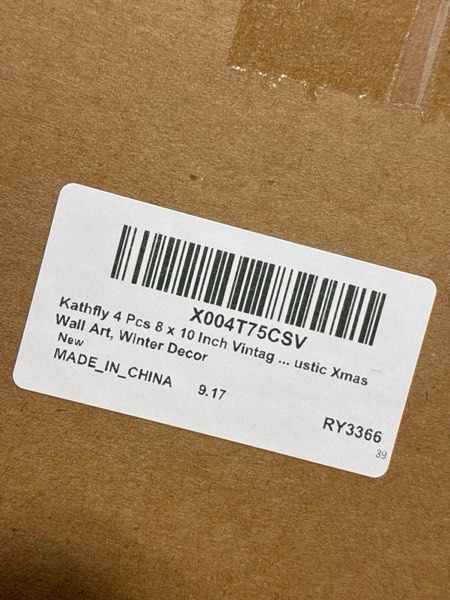 X004T75CSV
Kathfly 4 Pcs 8 x 10 Inch Vintag ... ustic Xmas
Wall Art, Winter Decor
New
MADE_IN_CHINA 9.17
RY3366
39